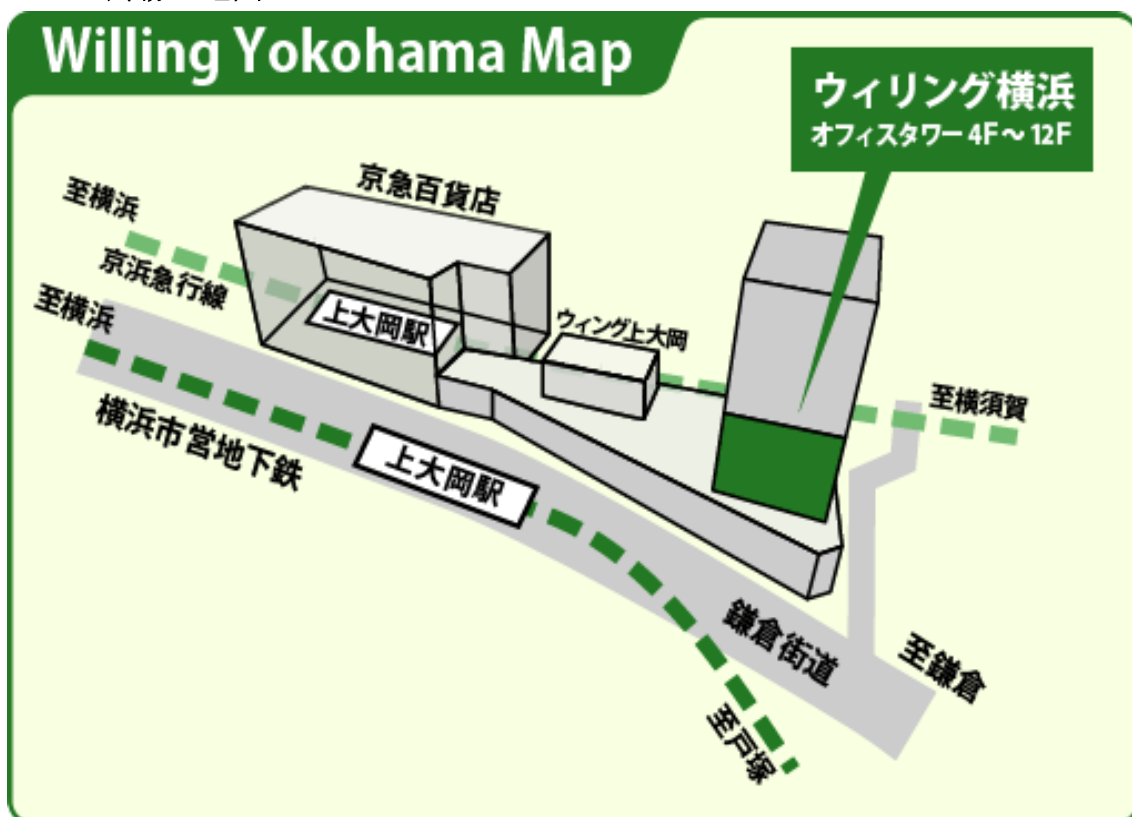 Willing Yokohama Map
ウィリング横浜
オフィスタワー 4F～12F
京急百貨店
至横浜
京浜急行線
至横浜
上大岡駅
ウィング上大岡
至横須賀
横浜市営地下鉄
上大岡駅
鎌倉街道
至鎌倉
至戸塚